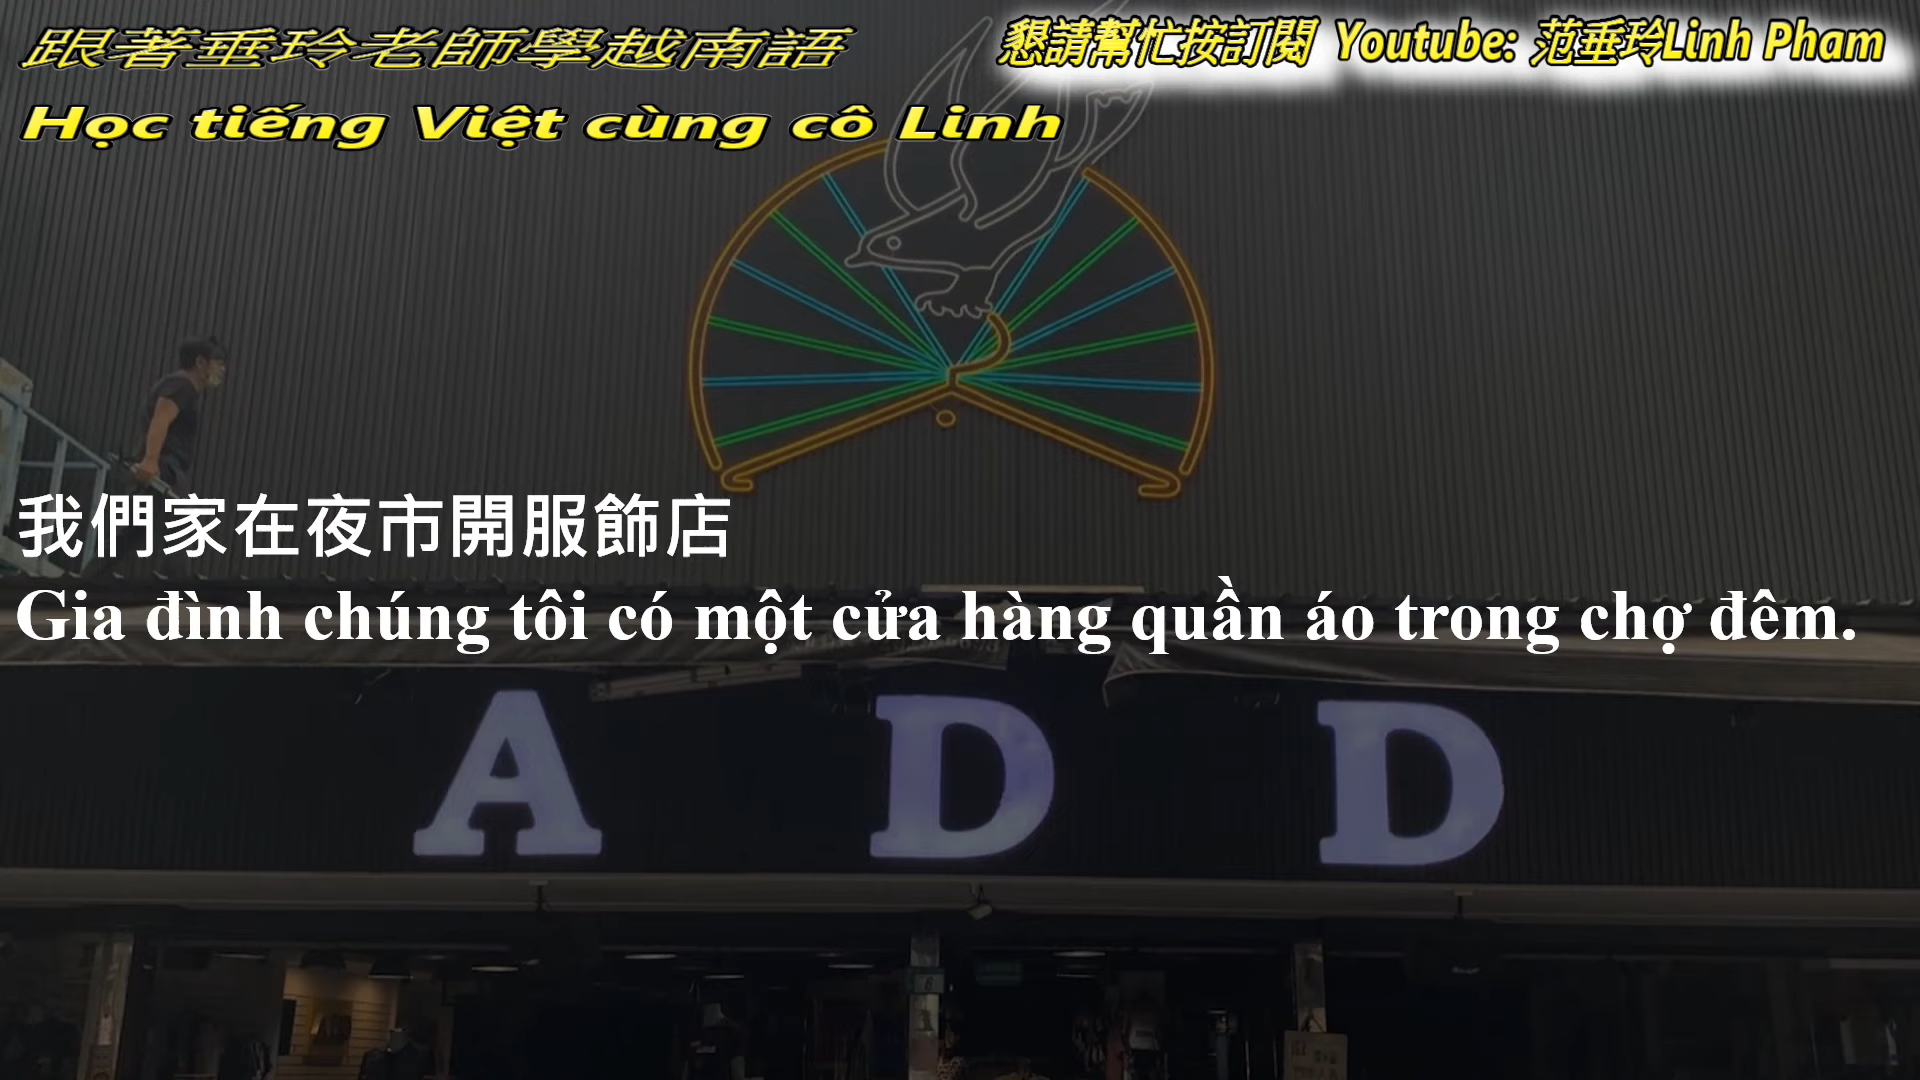 跟著垂玲老師學越南語
懇請幫忙按訂閱 Youtube: 范垂玲Linh Pham
Học tiếng Việt cùng cô Linh
我們家在夜市開服飾店
Gia đình chúng tôi có một cửa hàng quần áo trong chợ đêm.
A D D